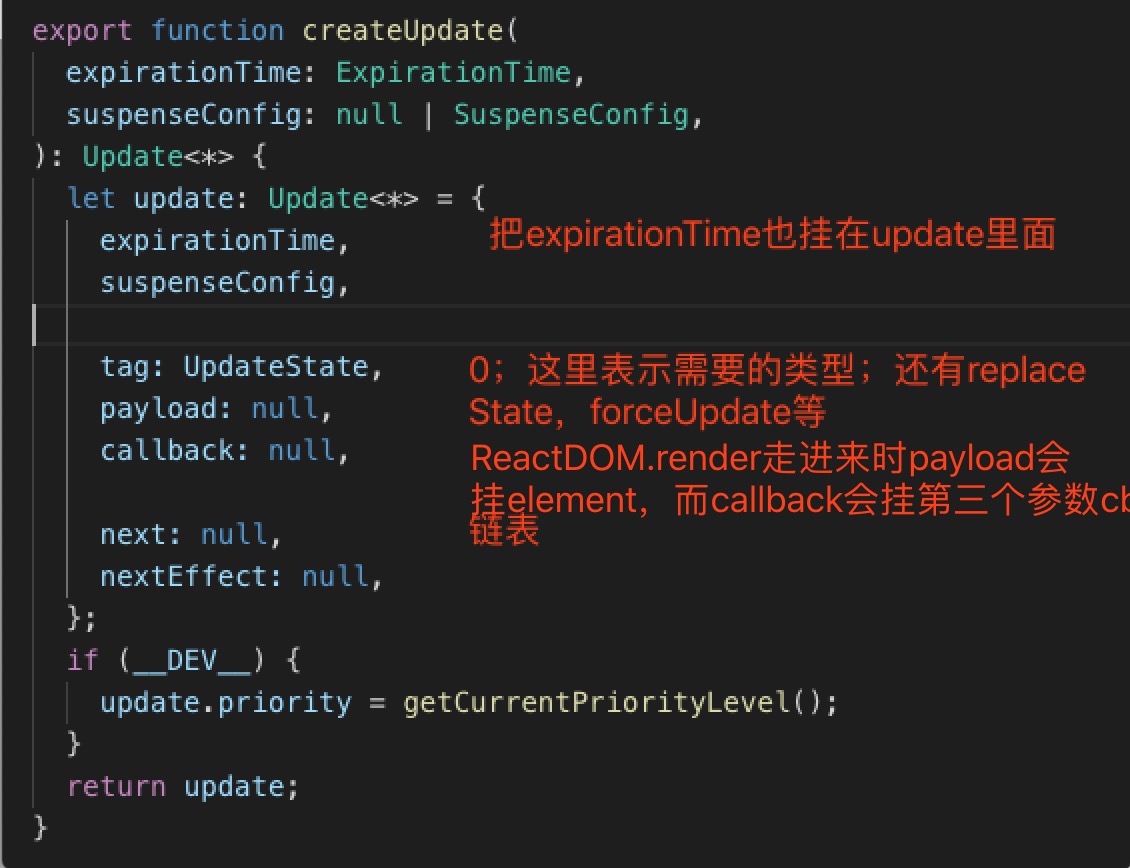 export function createUpdate(
expirationTime: ExpirationTime,
suspenseConfig: null | SuspenseConfig,
): Update<*> {
let update: Update<*> = {
把expirationTime也挂在update里面
expirationTime,
suspenseConfig,
tag: UpdateState,
0；这里表示需要的类型；还有replace
payload: null,
State，forceUpdate等
callback: null,
ReactDOM.render走进来时payload会
挂element，而callback会挂第三个参数cb
next: null,
链表
nextEffect: null,
};
if (__DEV__) {
update.priority = getCurrentPriorityLevel();
}
return update;
}